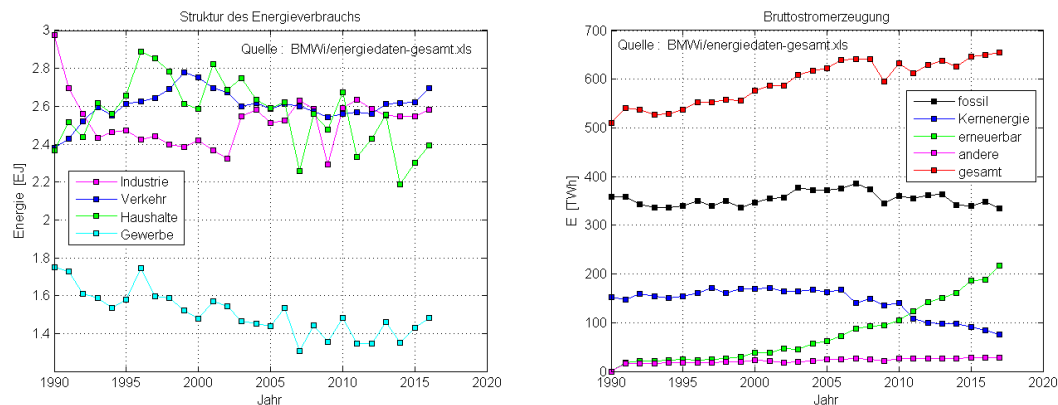 Struktur des Energieverbrauchs
Quelle :  BMWi/energiedaten-gesamt.xls
Energie  [EJ]
3
2.8
2.6
2.4
2.2
2
1.8
1.6
1.4
Industrie
Verkehr
Haushalte
Gewerbe
1990 1995 2000 2005 2010 2015 2020
Jahr
Bruttostromerzeugung
Quelle :  BMWi/energiedaten-gesamt.xls
E  [TWh]
700
600
500
400
300
200
100
0
fossil
Kernenergie
erneuerbar
andere
gesamt
1990 1995 2000 2005 2010 2015 2020
Jahr